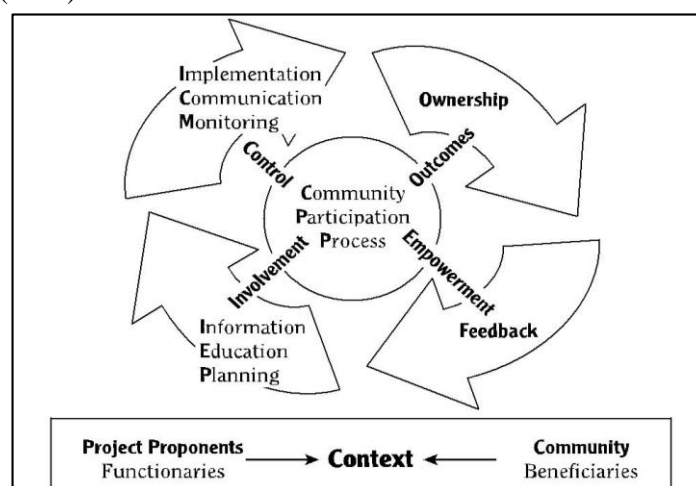 Implementation
Communication
Monitoring
Control
Ownership
Outcomes
Community
Participation
Process
Involvement
Information
Education
Planning
Empowerment
Feedback
Project Proponents
Functionaries
Context
Community
Beneficiaries